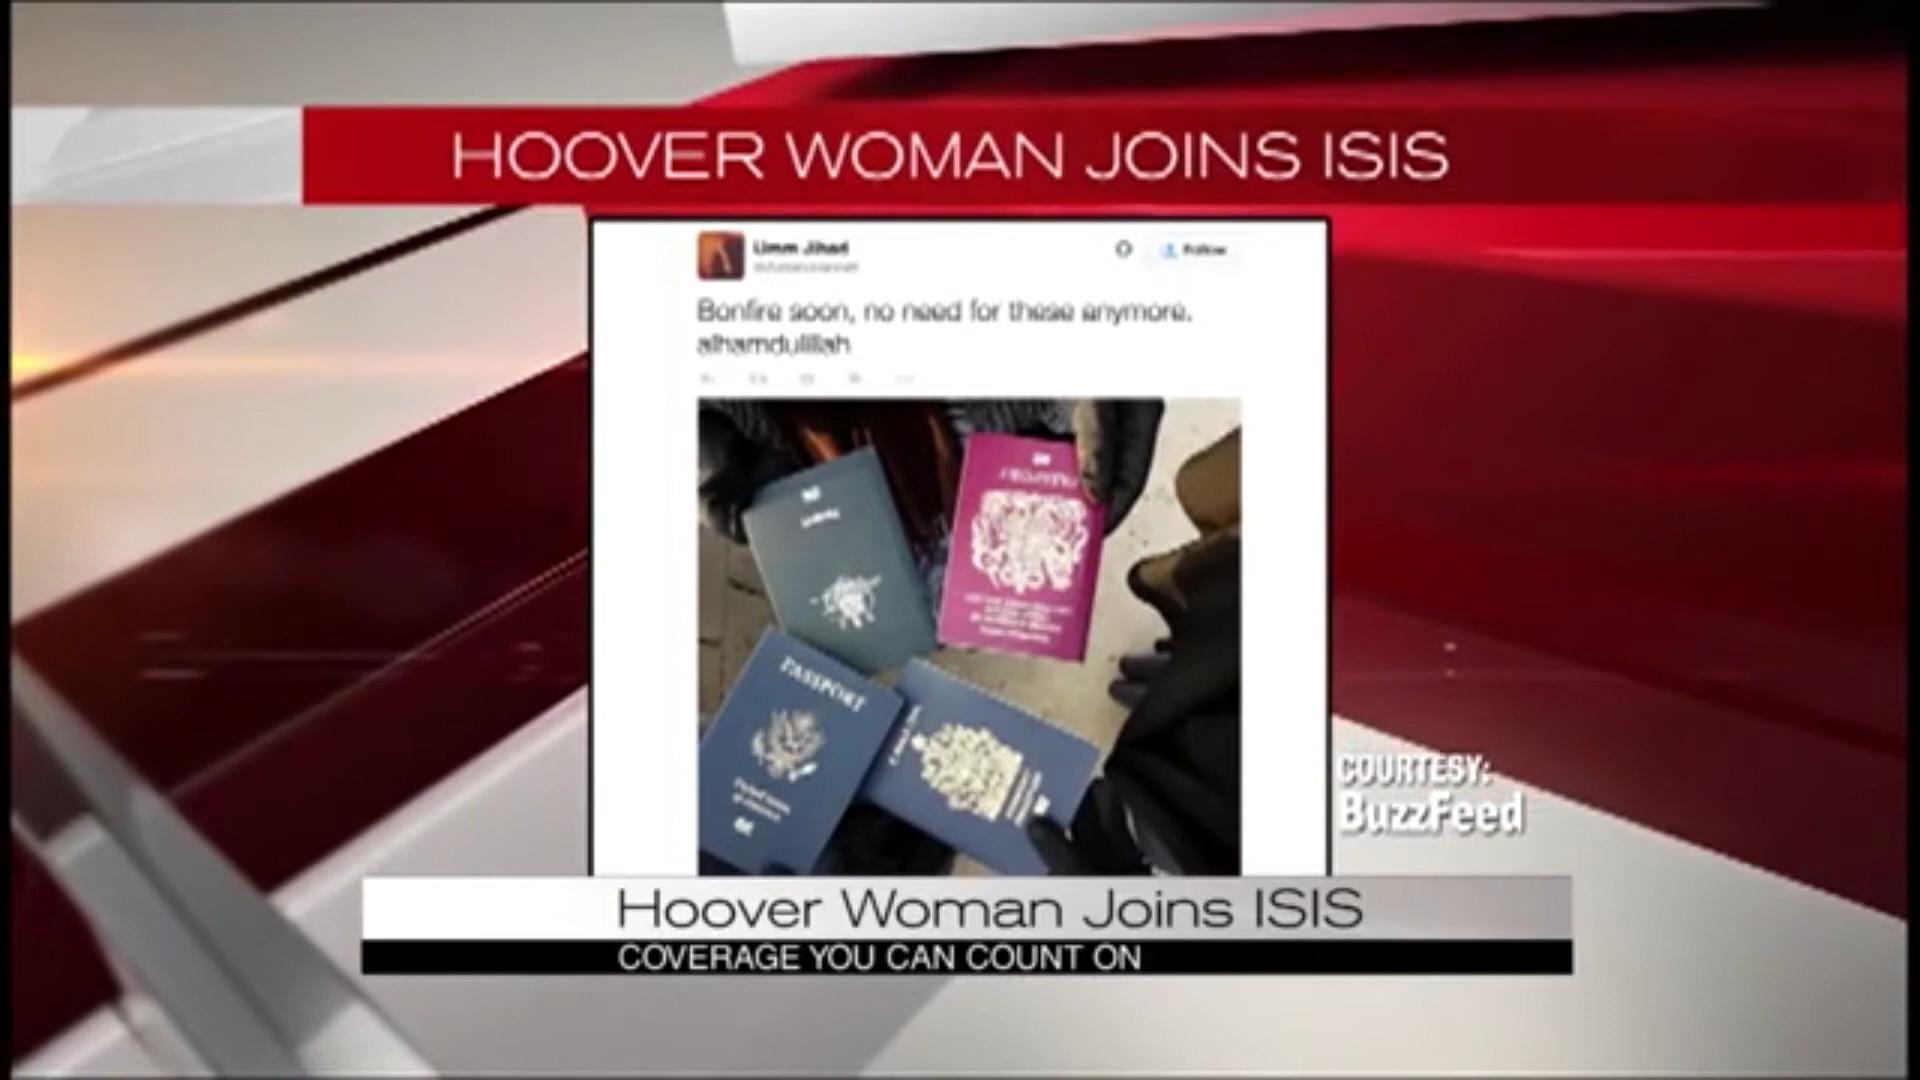 HOOVER WOMAN JOINS ISIS
Umm Jihad
Follow
Bonfire soon, no need for these anymore.
alhamdulillah
PASSPORT
COURTESY:
BuzzFeed
Hoover Woman Joins ISIS
COVERAGE YOU CAN COUNT ON